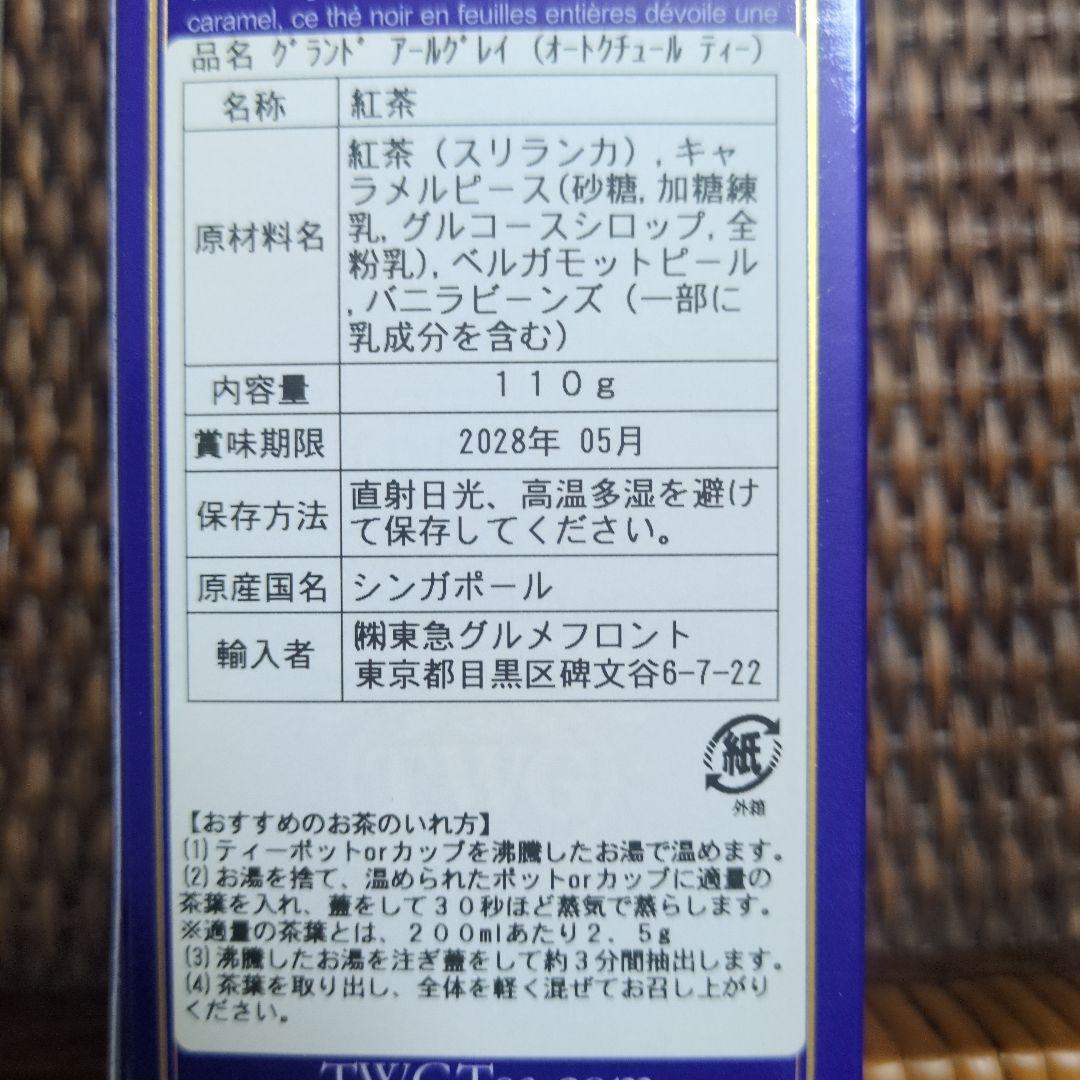 caramel, ce thé noir en feuilles entières dévoile une
品名 ｸﾞﾗﾝﾄﾞ ｱｰﾙｸﾞﾚｲ (ｵｰﾄｸﾁｭｰﾙ ﾃｨｰ)
名称 紅茶
原材料名
紅茶（スリランカ）,キャ
ラメルピース(砂糖,加糖練
乳,グルコースシロップ,全
粉乳),ベルガモットピール
,バニラビーンズ（一部に
乳成分を含む）
内容量 １１０ｇ
賞味期限 2028年 05月
保存方法
直射日光、高温多湿を避け
て保存してください。
原産国名 シンガポール
輸入者
㈱東急グルメフロント
東京都目黒区碑文谷6-7-22
紙
外箱
【おすすめのお茶のいれ方】
(1)ティーポットorカップを沸騰したお湯で温めます。
(2)お湯を捨て、温められたポットorカップに適量の
茶葉を入れ、蓋をして３０秒ほど蒸気で蒸らします。
※適量の茶葉とは、２００mlあたり２．５g
(3)沸騰したお湯を注ぎ蓋をして約３分間抽出します。
(4)茶葉を取り出し、全体を軽く混ぜてお召し上がり
ください。
TWGTea.com